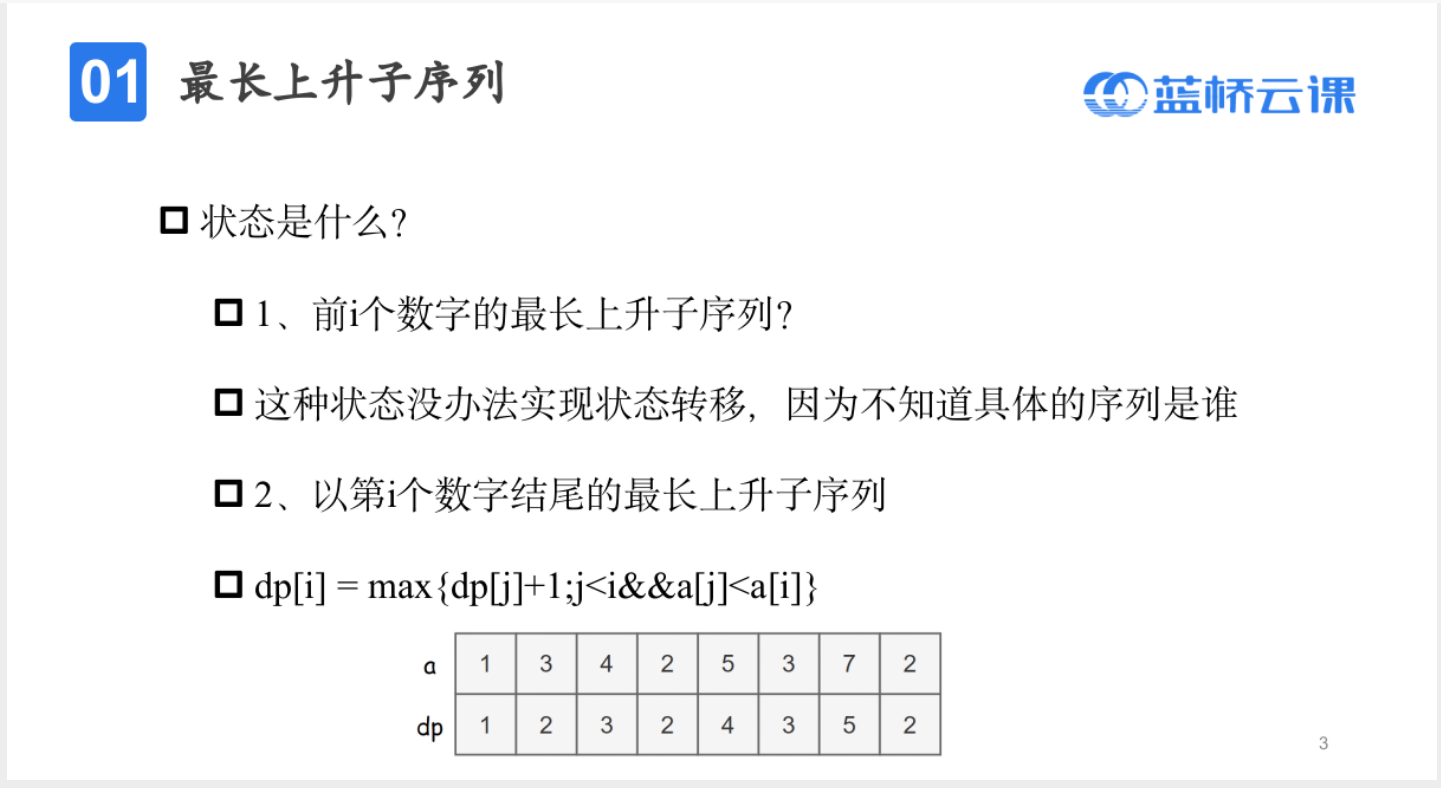 01 最长上升子序列
蓝桥云课
状态是什么?
1、前i个数字的最长上升子序列?
这种状态没办法实现状态转移，因为不知道具体的序列是谁
2、以第i个数字结尾的最长上升子序列
dp[i] = max{dp[j]+1;j<i&&a[j]<a[i]}
a 1 3 4 2 5 3 7 2
dp 1 2 3 2 4 3 5 2
3